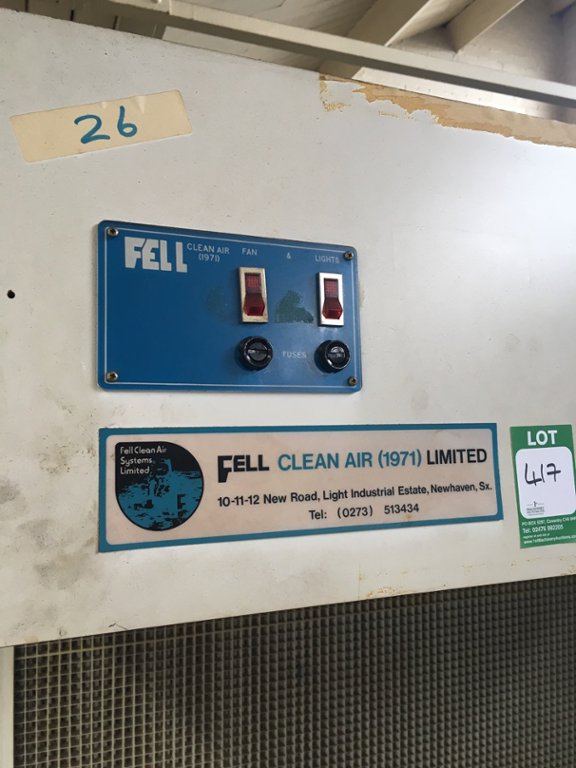 26
FELL CLEAN AIR (1971) FAN & LIGHTS
FUSES
Fell Clean Air
Systems
Limited
FELL CLEAN AIR (1971) LIMITED
10-11-12 New Road, Light Industrial Estate, Newhaven, Sx.
Tel: (0273) 513434
LOT
417